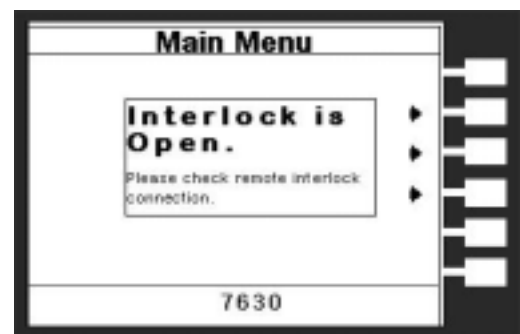 Main Menu
Interlock is
Open.
Please check remote interlock
connection.
7630